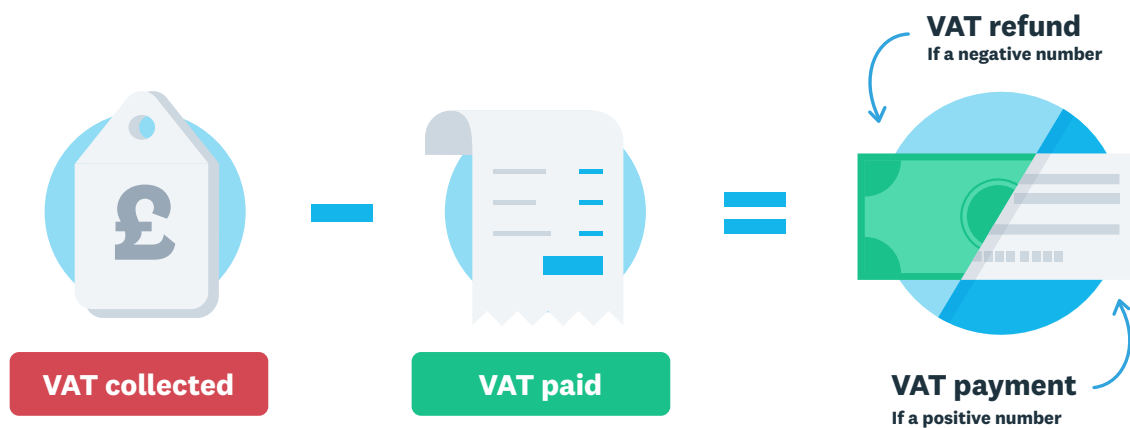 VAT refund
If a negative number
£
VAT collected
VAT paid
VAT payment
If a positive number